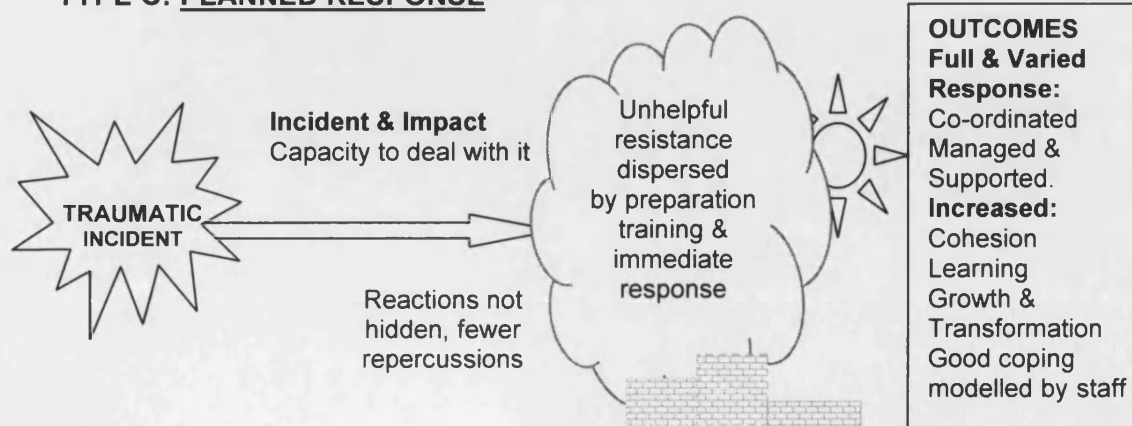 PLANNED RESPONSE
TRAUMATIC
INCIDENT
Incident & Impact
Capacity to deal with it
Reactions not
hidden, fewer
repercussions
Unhelpful
resistance
dispersed
by preparation
training &
immediate
response
OUTCOMES
Full & Varied
Response:
Co-ordinated
Managed &
Supported.
Increased:
Cohesion
Learning
Growth &
Transformation
Good coping
modelled by staff